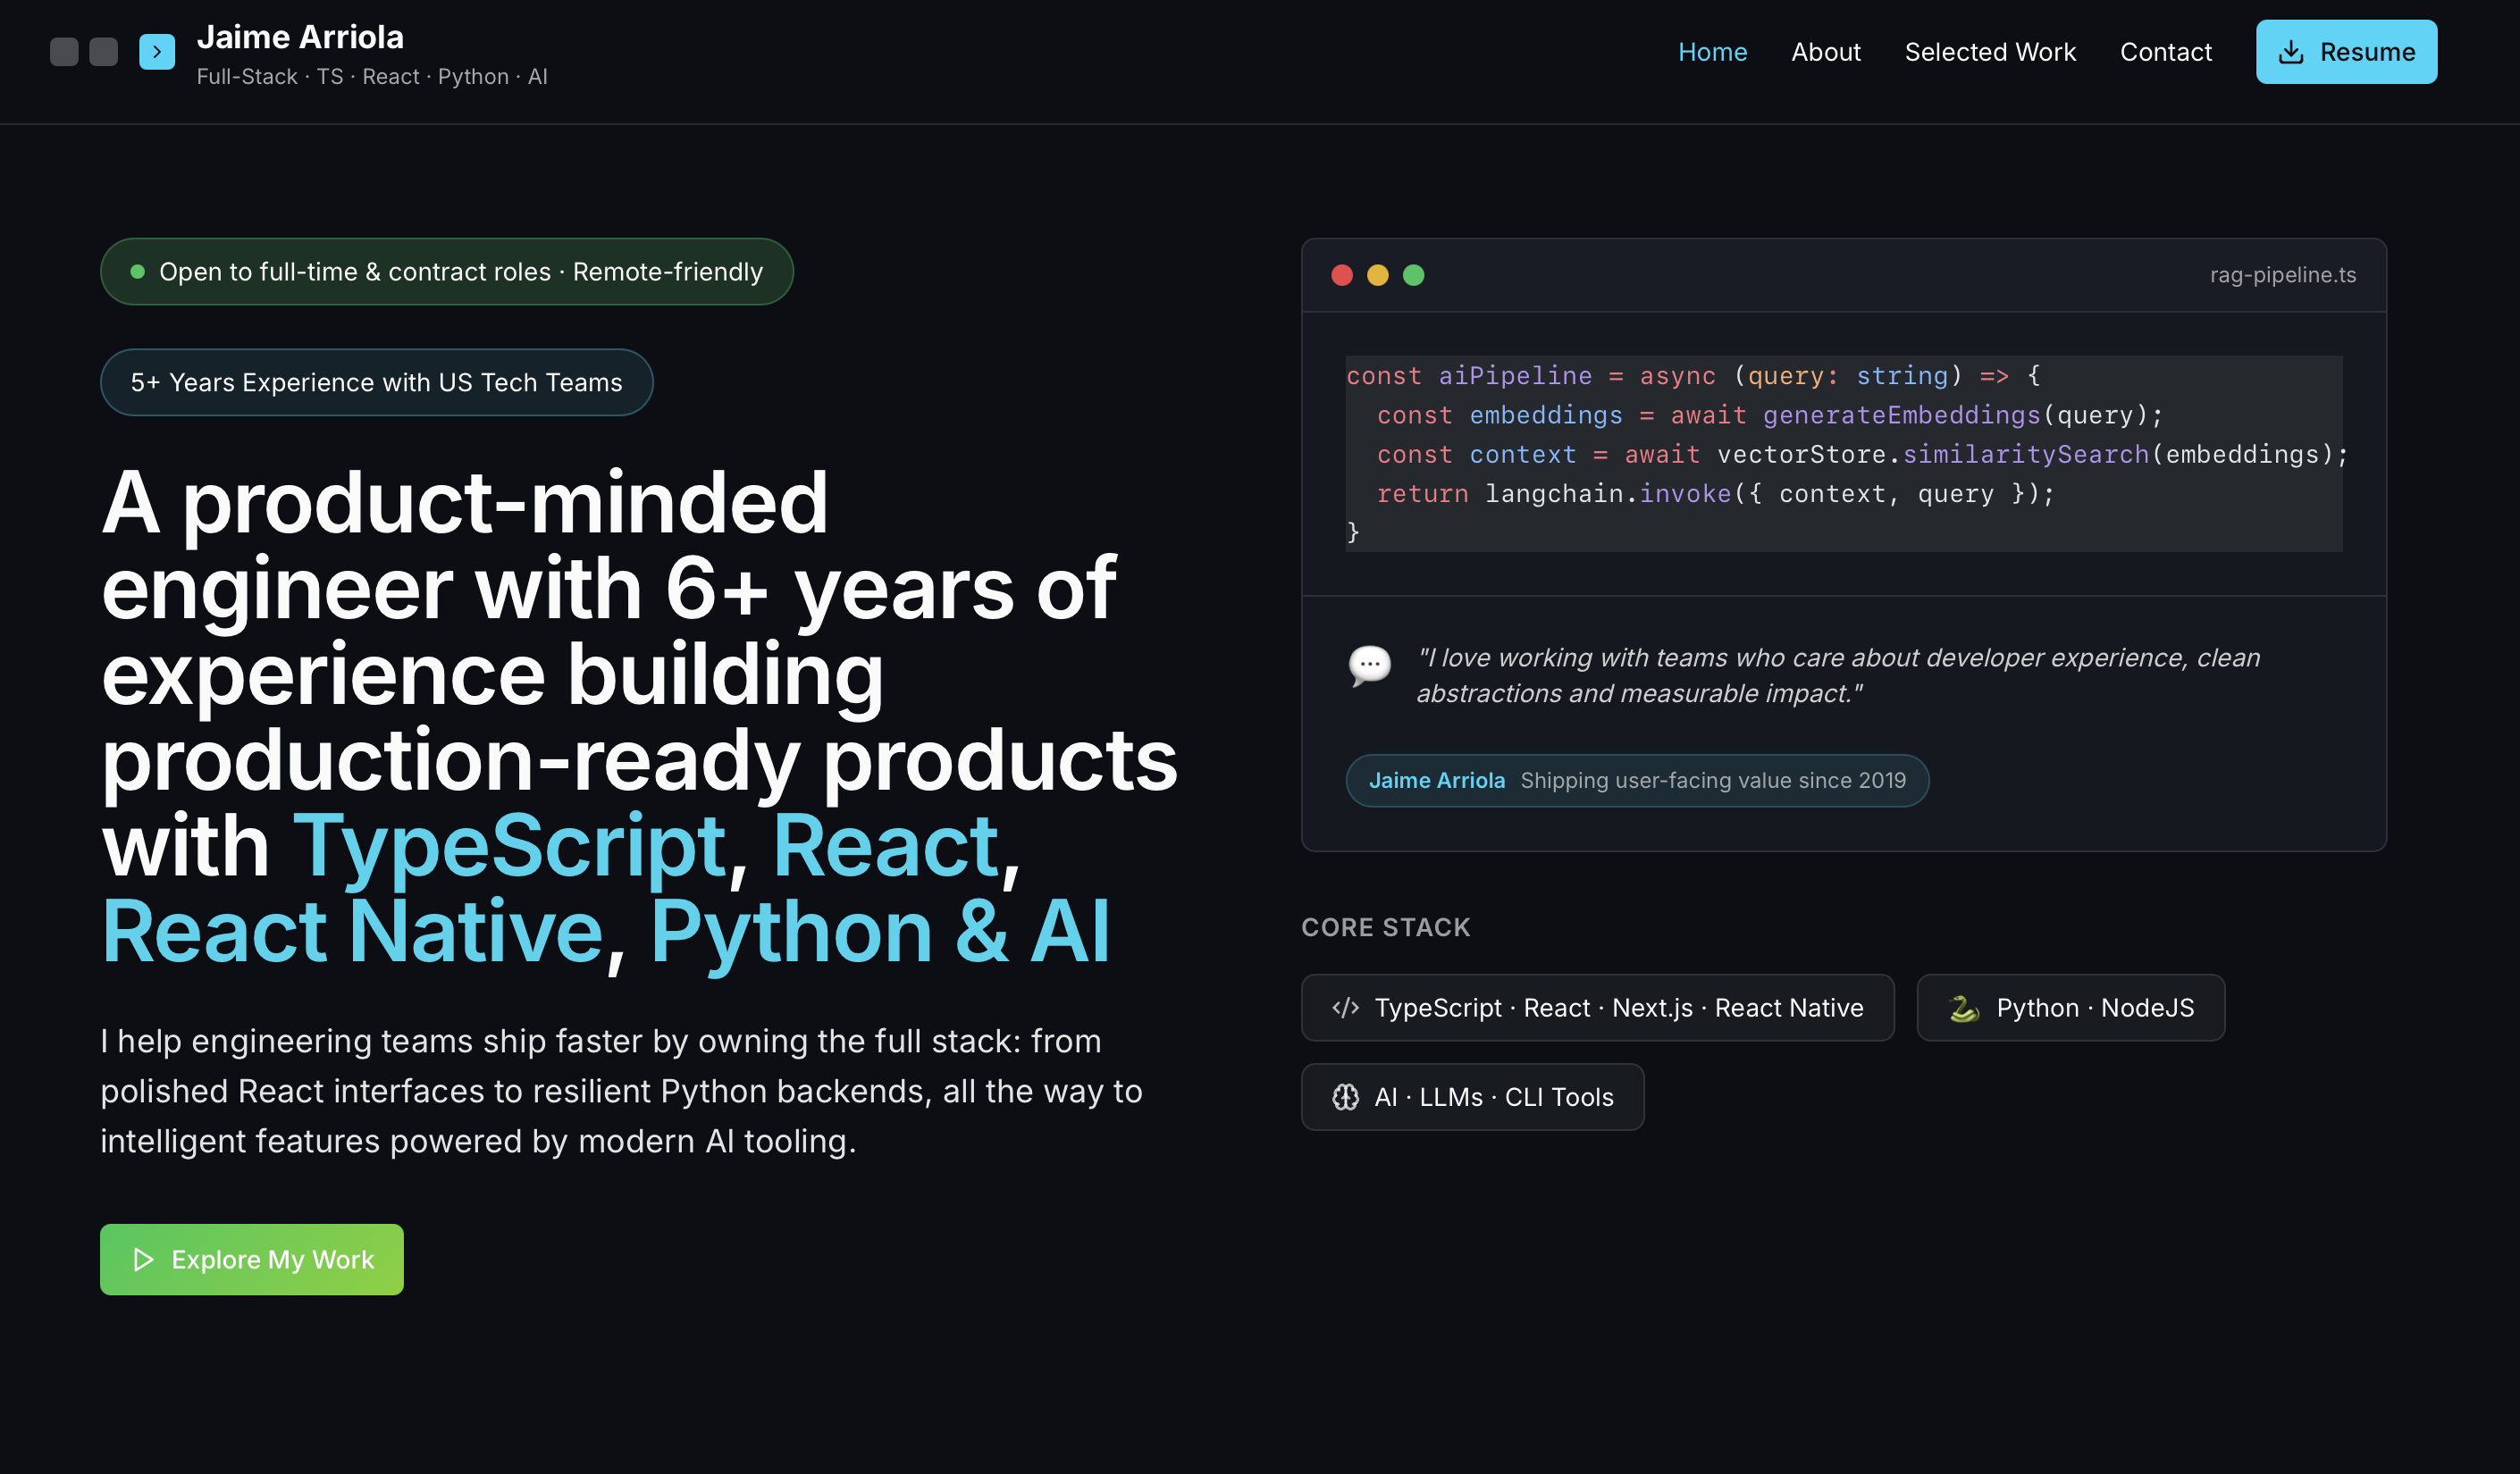 Jaime Arriola
Full-Stack · TS · React · Python · AI
Home
About
Selected Work
Contact
Resume
Open to full-time & contract roles · Remote-friendly
5+ Years Experience with US Tech Teams
A product-minded
engineer with 6+ years of
experience building
production-ready products
with TypeScript, React,
React Native, Python & AI
I help engineering teams ship faster by owning the full stack: from
polished React interfaces to resilient Python backends, all the way to
intelligent features powered by modern AI tooling.
Explore My Work
rag-pipeline.ts
const aiPipeline = async (query: string) => {
  const embeddings = await generateEmbeddings(query);
  const context = await vectorStore.similaritySearch(embeddings);
  return langchain.invoke({ context, query });
}
"I love working with teams who care about developer experience, clean
abstractions and measurable impact."
Jaime Arriola Shipping user-facing value since 2019
CORE STACK
TypeScript · React · Next.js · React Native
Python · NodeJS
AI · LLMs · CLI Tools